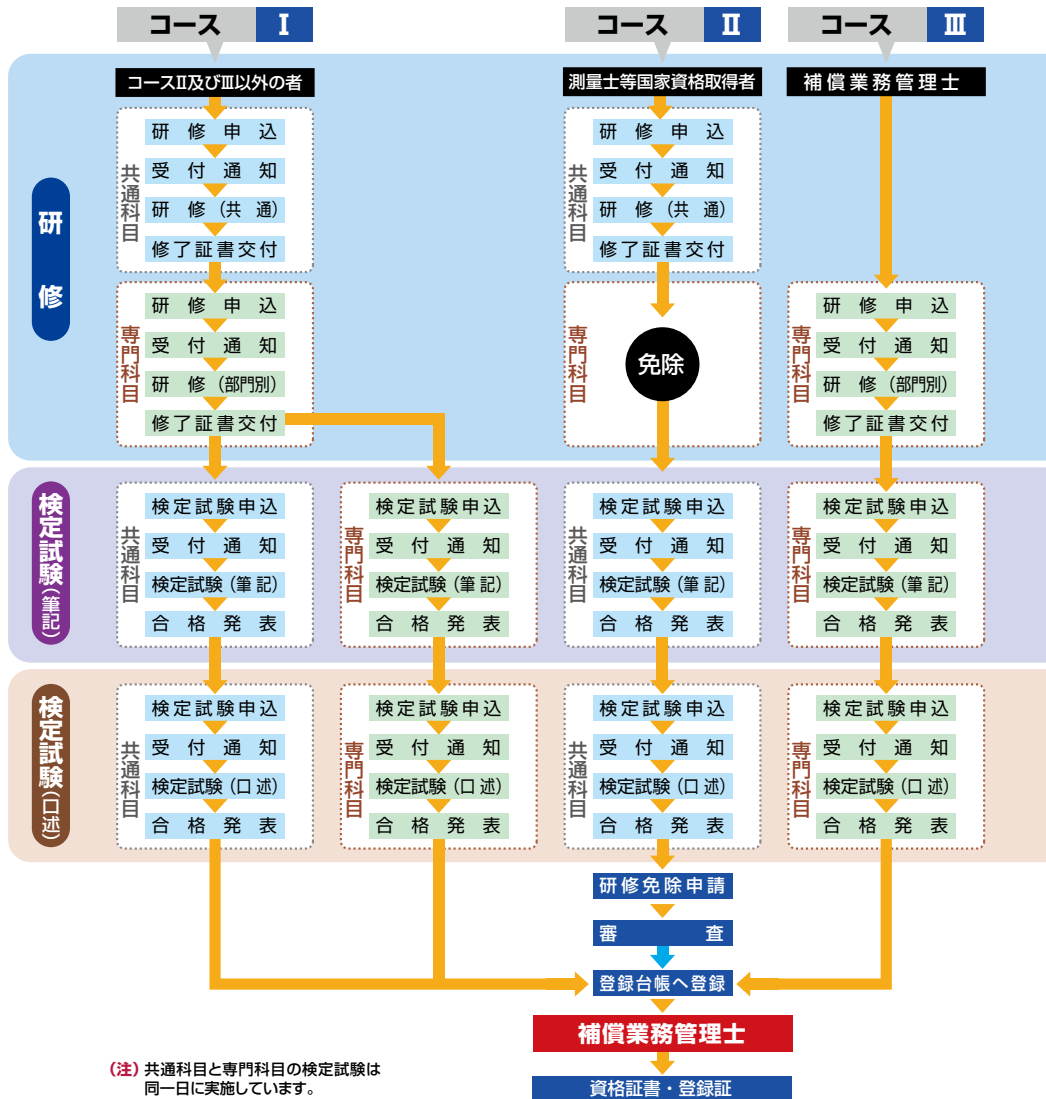 コース Ⅰ
コースⅡ及びⅢ以外の者
コース Ⅱ
測量士等国家資格取得者
コース Ⅲ
補償業務管理士
研修
共通科目
研修申込
受付通知
研修（共通）
修了証書交付
専門科目
研修申込
受付通知
研修（部門別）
修了証書交付
共通科目
研修申込
受付通知
研修（共通）
修了証書交付
専門科目
免除
専門科目
研修申込
受付通知
研修（部門別）
修了証書交付
検定試験（筆記）
共通科目
検定試験申込
受付通知
検定試験（筆記）
合格発表
専門科目
検定試験申込
受付通知
検定試験（筆記）
合格発表
共通科目
検定試験申込
受付通知
検定試験（筆記）
合格発表
専門科目
検定試験申込
受付通知
検定試験（筆記）
合格発表
検定試験（口述）
共通科目
検定試験申込
受付通知
検定試験（口述）
合格発表
専門科目
検定試験申込
受付通知
検定試験（口述）
合格発表
共通科目
検定試験申込
受付通知
検定試験（口述）
合格発表
専門科目
検定試験申込
受付通知
検定試験（口述）
合格発表
研修免除申請
審査
登録台帳へ登録
補償業務管理士
資格証書・登録証
（注）共通科目と専門科目の検定試験は
同一日に実施しています。